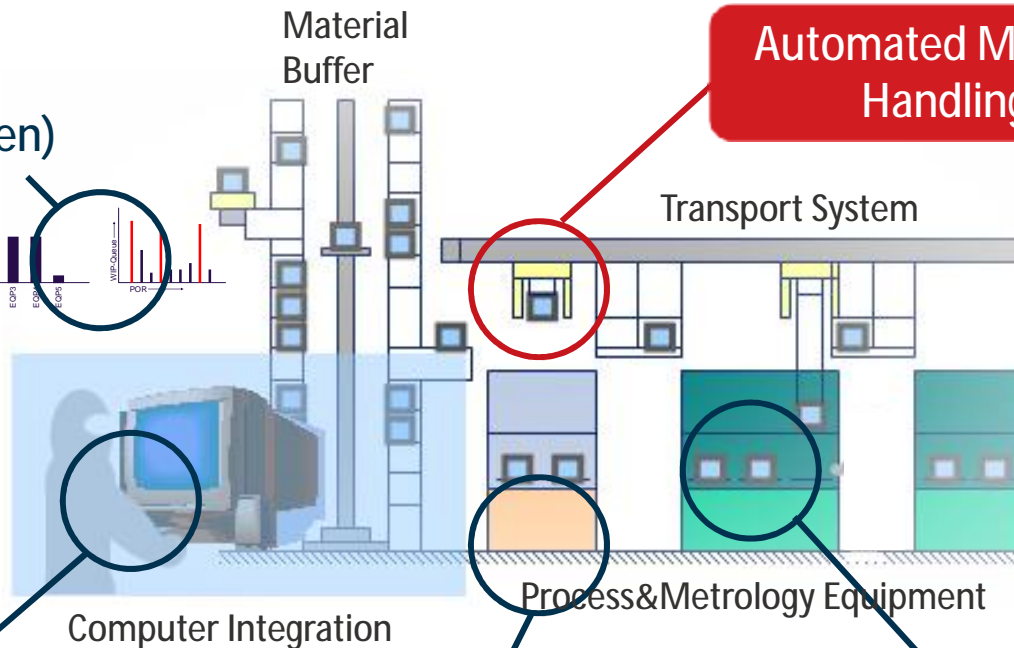 Material
Buffer
Automated M
Handling
en)
Transport System
WIP-Queue
POR
EQP3
EQP5
Process&Metrology Equipment
Computer Integration